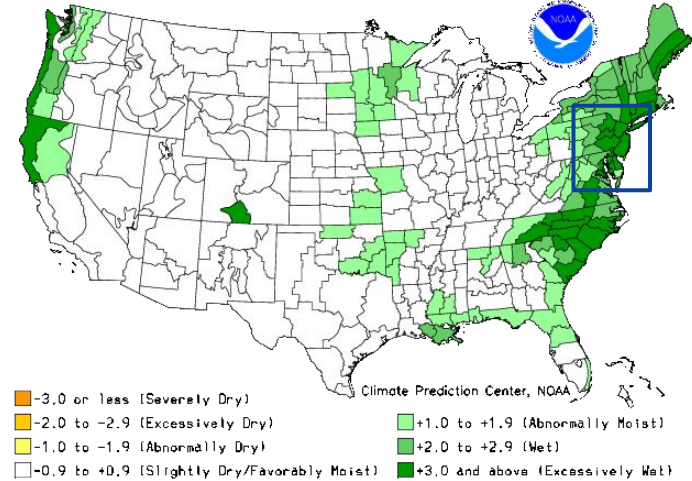 NOAA
Climate Prediction Center, NOAA
-3.0 or less (Severely Dry)
-2.0 to -2.9 (Excessively Dry)
-1.0 to -1.9 (Abnormally Dry)
-0.9 to +0.9 (Slightly Dry/Favorably Moist)
+1.0 to +1.9 (Abnormally Moist)
+2.0 to +2.9 (Wet)
+3.0 and above (Excessively Wet)